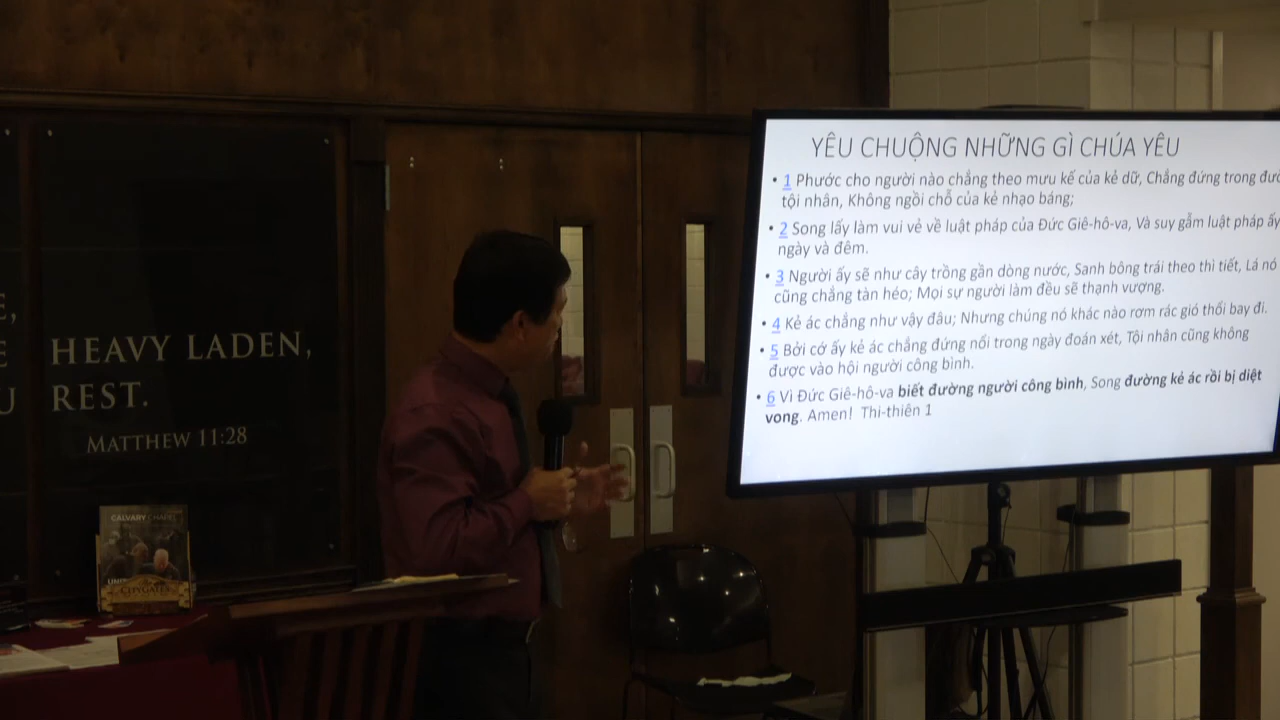 E,
E
U
HEAVY LADEN,
REST.
MATTHEW 11:28
CALVARY CHAPEL
CITYGATES
YÊU CHUỘNG NHỮNG GÌ CHÚA YÊU
• 1 Phước cho người nào chẳng theo mưu kế của kẻ dữ, Chẳng đứng trong
tội nhân, Không ngồi chỗ của kẻ nhạo báng;
• 2 Song lấy làm vui vẻ về luật pháp của Đức Giê-hô-va, Và suy gẫm luật pháp ấy
ngày và đêm.
• 3 Người ấy sẽ như cây trồng gần dòng nước, Sanh bông trái theo thì tiết, Lá nó
cũng chẳng tàn héo; Mọi sự người làm đều sẽ thạnh vượng.
• 4 Kẻ ác chẳng như vậy đâu; Nhưng chúng nó khác nào rơm rác gió thổi bay đi.
• 5 Bởi cớ ấy kẻ ác chẳng đứng nổi trong ngày đoán xét, Tội nhân cũng không
được vào hội người công bình.
• 6 Vì Đức Giê-hô-va biết đường người công bình, Song đường kẻ ác rồi bị diệt
vong. Amen! Thi-thiên 1